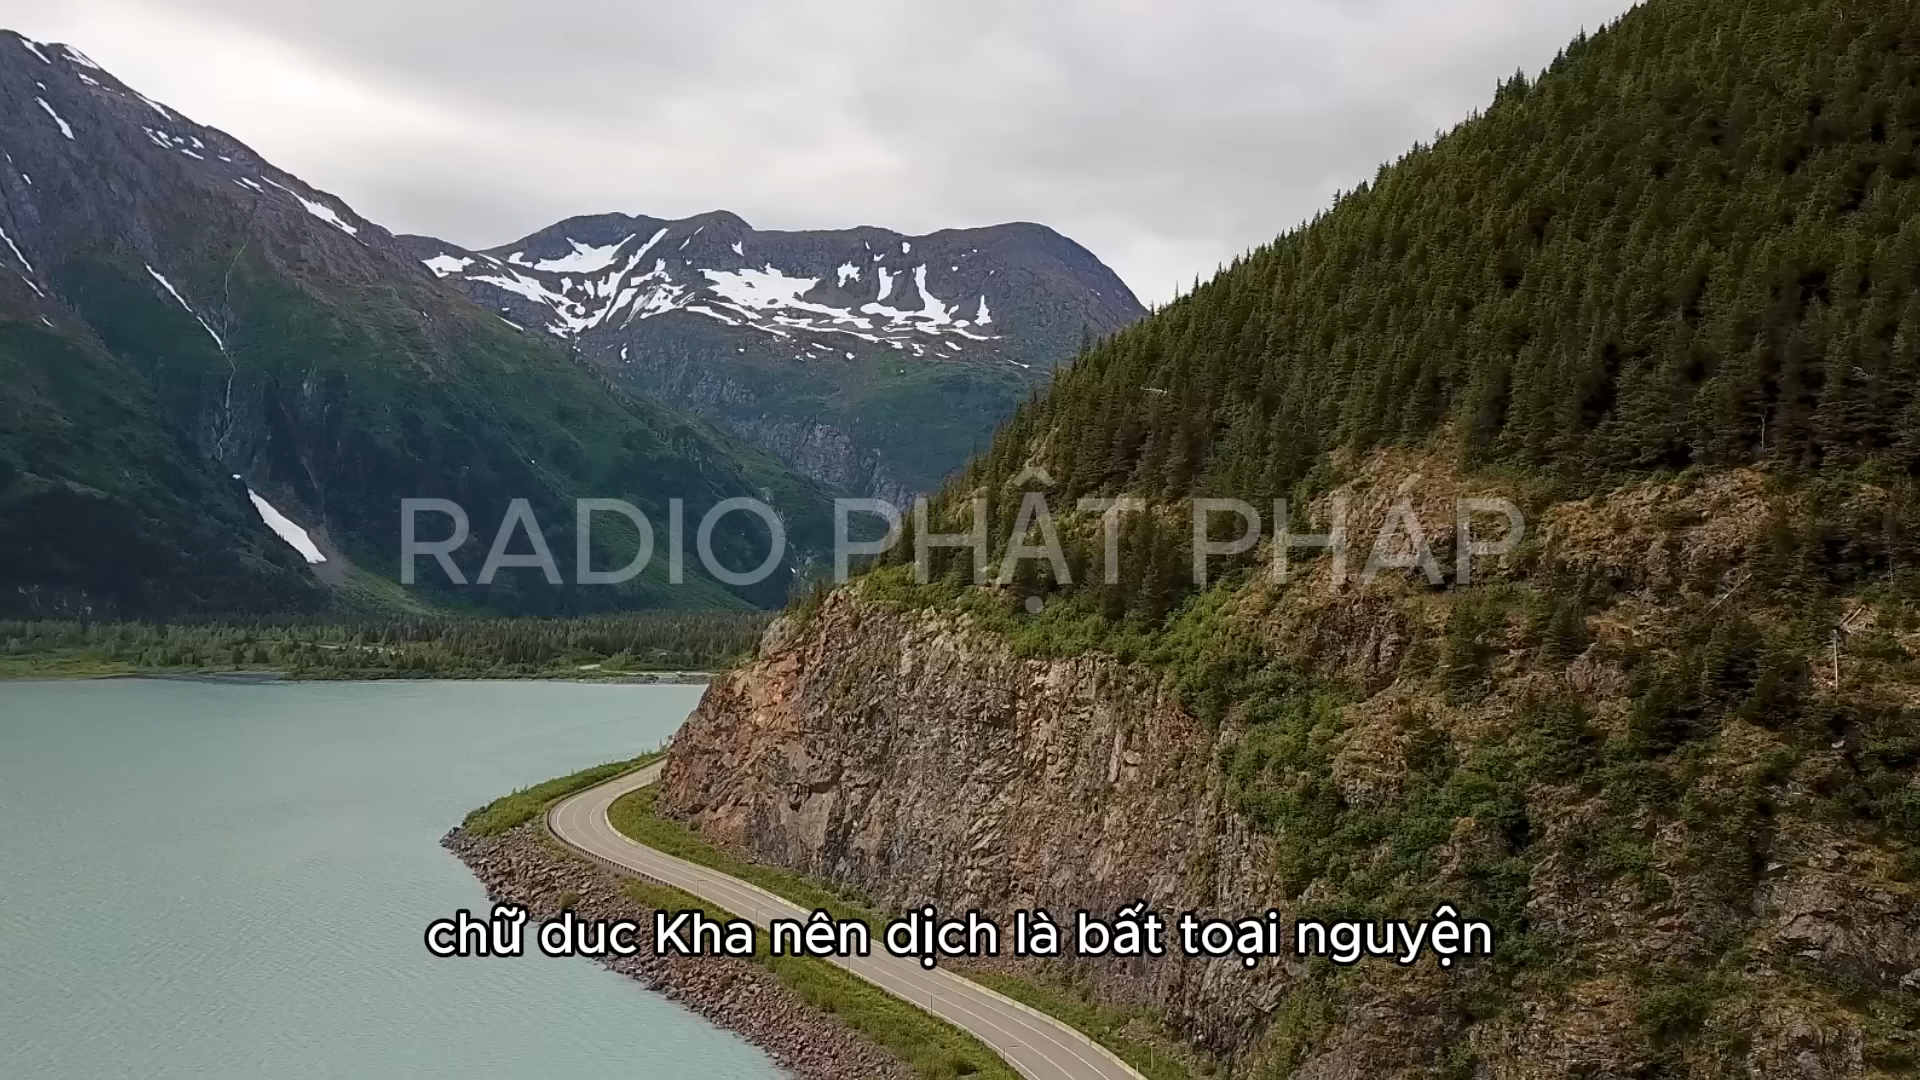 RADIO PHẬT PHÁP
chữ duc Kha nên dịch là bất toại nguyện